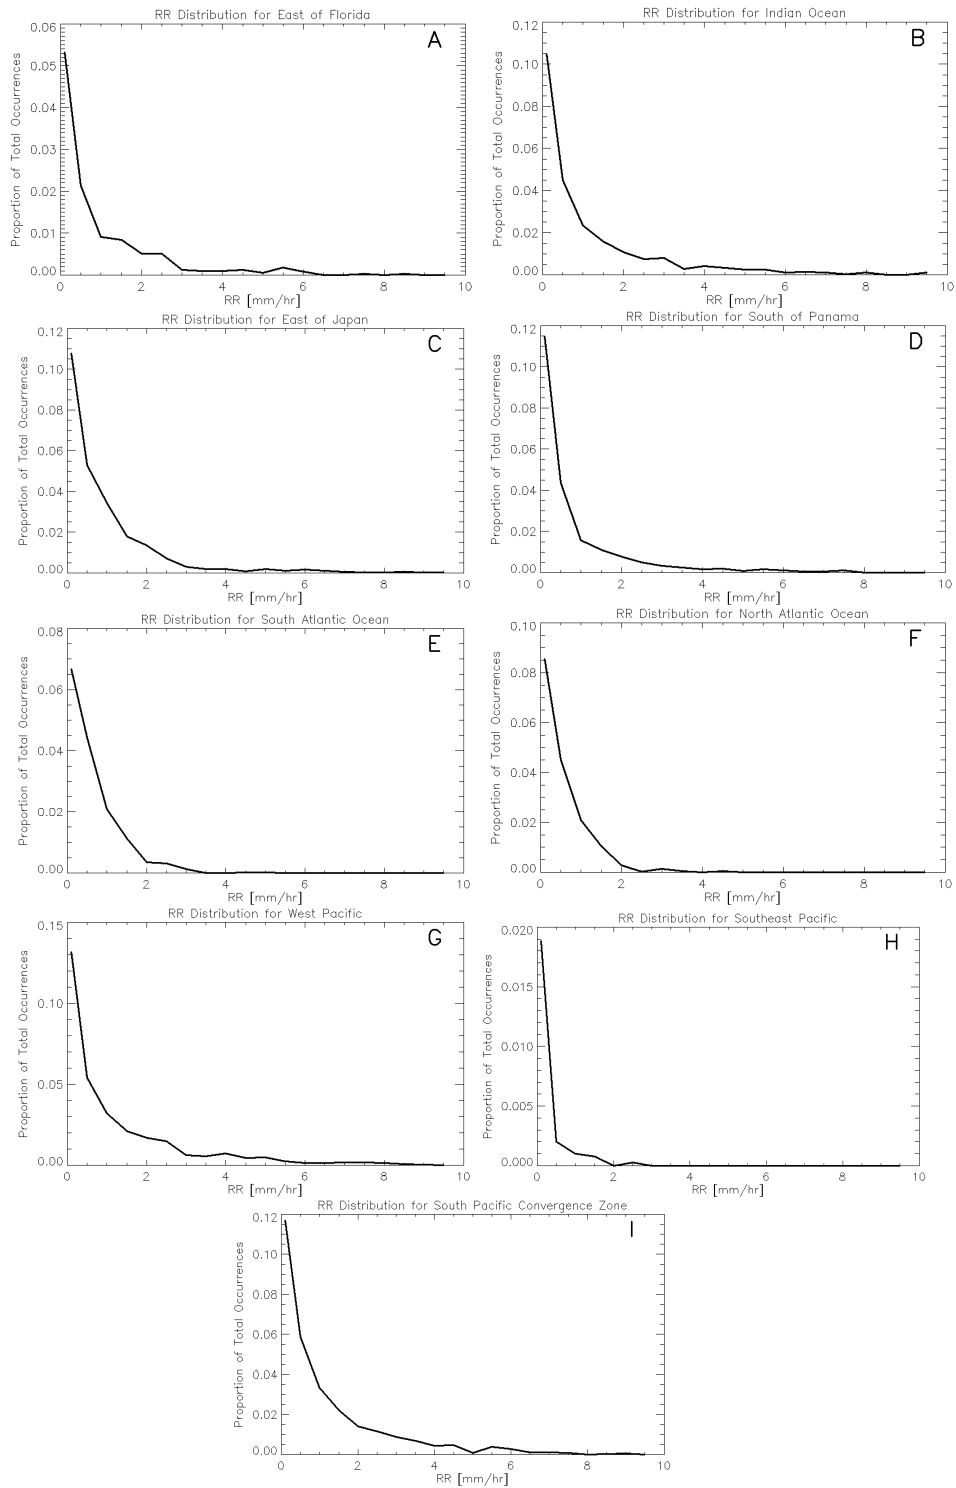 RR Distribution for East of Florida
A
Proportion of Total Occurrences
0.06
0.05
0.04
0.03
0.02
0.01
0.00
0 2 4 6 8 10
RR [mm/hr]
RR Distribution for Indian Ocean
B
Proportion of Total Occurrences
0.12
0.10
0.08
0.06
0.04
0.02
0.00
0 2 4 6 8 10
RR [mm/hr]
RR Distribution for East of Japan
C
Proportion of Total Occurrences
0.12
0.10
0.08
0.06
0.04
0.02
0.00
0 2 4 6 8 10
RR [mm/hr]
RR Distribution for South of Panama
D
Proportion of Total Occurrences
0.12
0.10
0.08
0.06
0.04
0.02
0.00
0 2 4 6 8 10
RR [mm/hr]
RR Distribution for South Atlantic Ocean
E
Proportion of Total Occurrences
0.08
0.06
0.04
0.02
0.00
0 2 4 6 8 10
RR [mm/hr]
RR Distribution for North Atlantic Ocean
F
Proportion of Total Occurrences
0.10
0.08
0.06
0.04
0.02
0.00
0 2 4 6 8 10
RR [mm/hr]
RR Distribution for West Pacific
G
Proportion of Total Occurrences
0.15
0.10
0.05
0.00
0 2 4 6 8 10
RR [mm/hr]
RR Distribution for Southeast Pacific
H
Proportion of Total Occurrences
0.020
0.015
0.010
0.005
0.000
0 2 4 6 8 10
RR [mm/hr]
RR Distribution for South Pacific Convergence Zone
I
Proportion of Total Occurrences
0.12
0.10
0.08
0.06
0.04
0.02
0.00
0 2 4 6 8 10
RR [mm/hr]